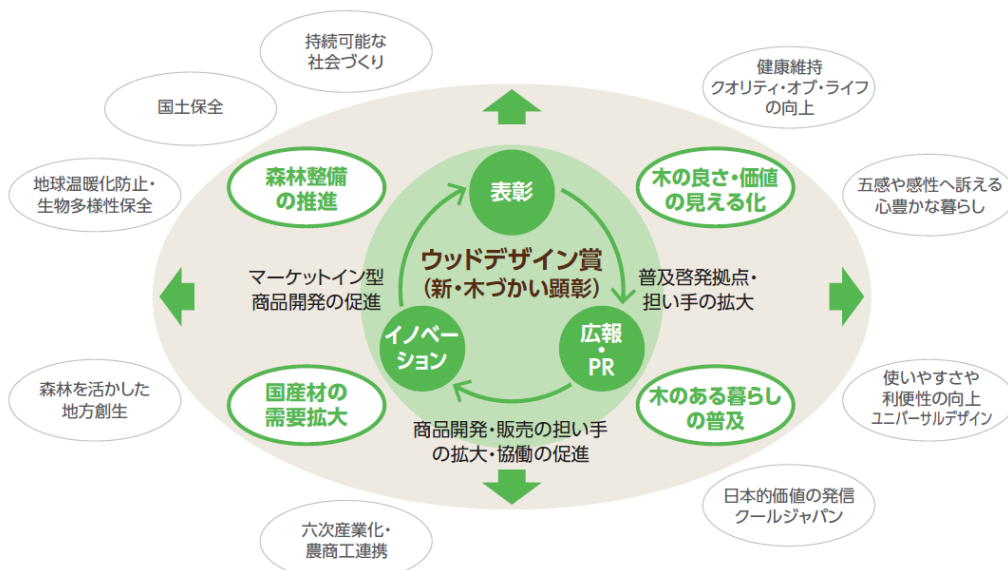 持続可能な
社会づくり
健康維持
クオリティ・オブ・ライフ
の向上
国土保全
地球温暖化防止・
生物多様性保全
森林整備
の推進
表彰
木の良さ・価値
の見える化
五感や感性へ訴える
心豊かな暮らし
ウッドデザイン賞
（新・木づかい顕彰）
マーケットイン型
商品開発の促進
普及啓発拠点・
担い手の拡大
イノベー
ション
広報
・
PR
森林を活かした
地方創生
国産材の
需要拡大
木のある暮らし
の普及
使いやすさや
利便性の向上
ユニバーサルデザイン
商品開発・販売の担い手
の拡大・協働の促進
日本的価値の発信
クールジャパン
六次産業化・
農商工連携